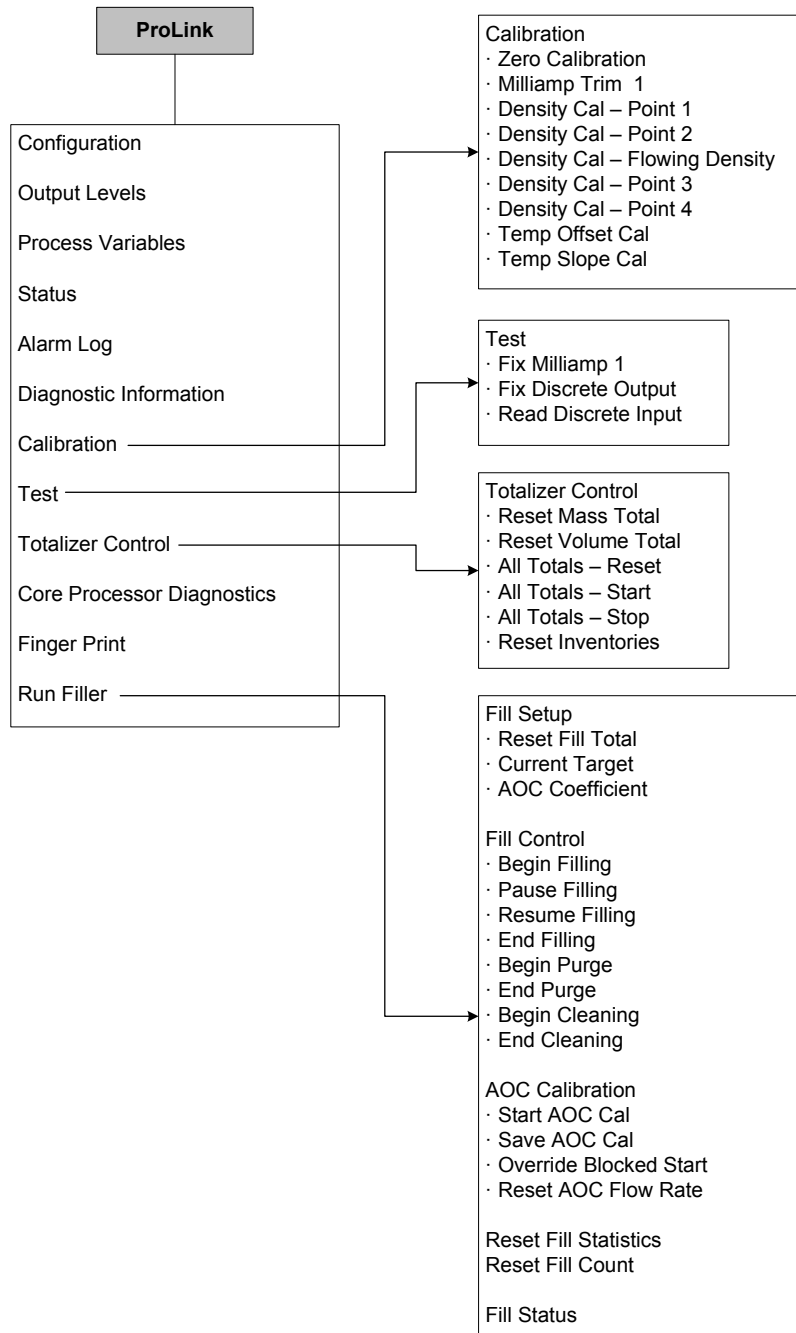 ProLink
Configuration
Output Levels
Process Variables
Status
Alarm Log
Diagnostic Information
Calibration
Test
Totalizer Control
Core Processor Diagnostics
Finger Print
Run Filler
Calibration
· Zero Calibration
· Milliamp Trim 1
· Density Cal – Point 1
· Density Cal – Point 2
· Density Cal – Flowing Density
· Density Cal – Point 3
· Density Cal – Point 4
· Temp Offset Cal
· Temp Slope Cal
Test
· Fix Milliamp 1
· Fix Discrete Output
· Read Discrete Input
Totalizer Control
· Reset Mass Total
· Reset Volume Total
· All Totals – Reset
· All Totals – Start
· All Totals – Stop
· Reset Inventories
Fill Setup
· Reset Fill Total
· Current Target
· AOC Coefficient
Fill Control
· Begin Filling
· Pause Filling
· Resume Filling
· End Filling
· Begin Purge
· End Purge
· Begin Cleaning
· End Cleaning
AOC Calibration
· Start AOC Cal
· Save AOC Cal
· Override Blocked Start
· Reset AOC Flow Rate
Reset Fill Statistics
Reset Fill Count
Fill Status